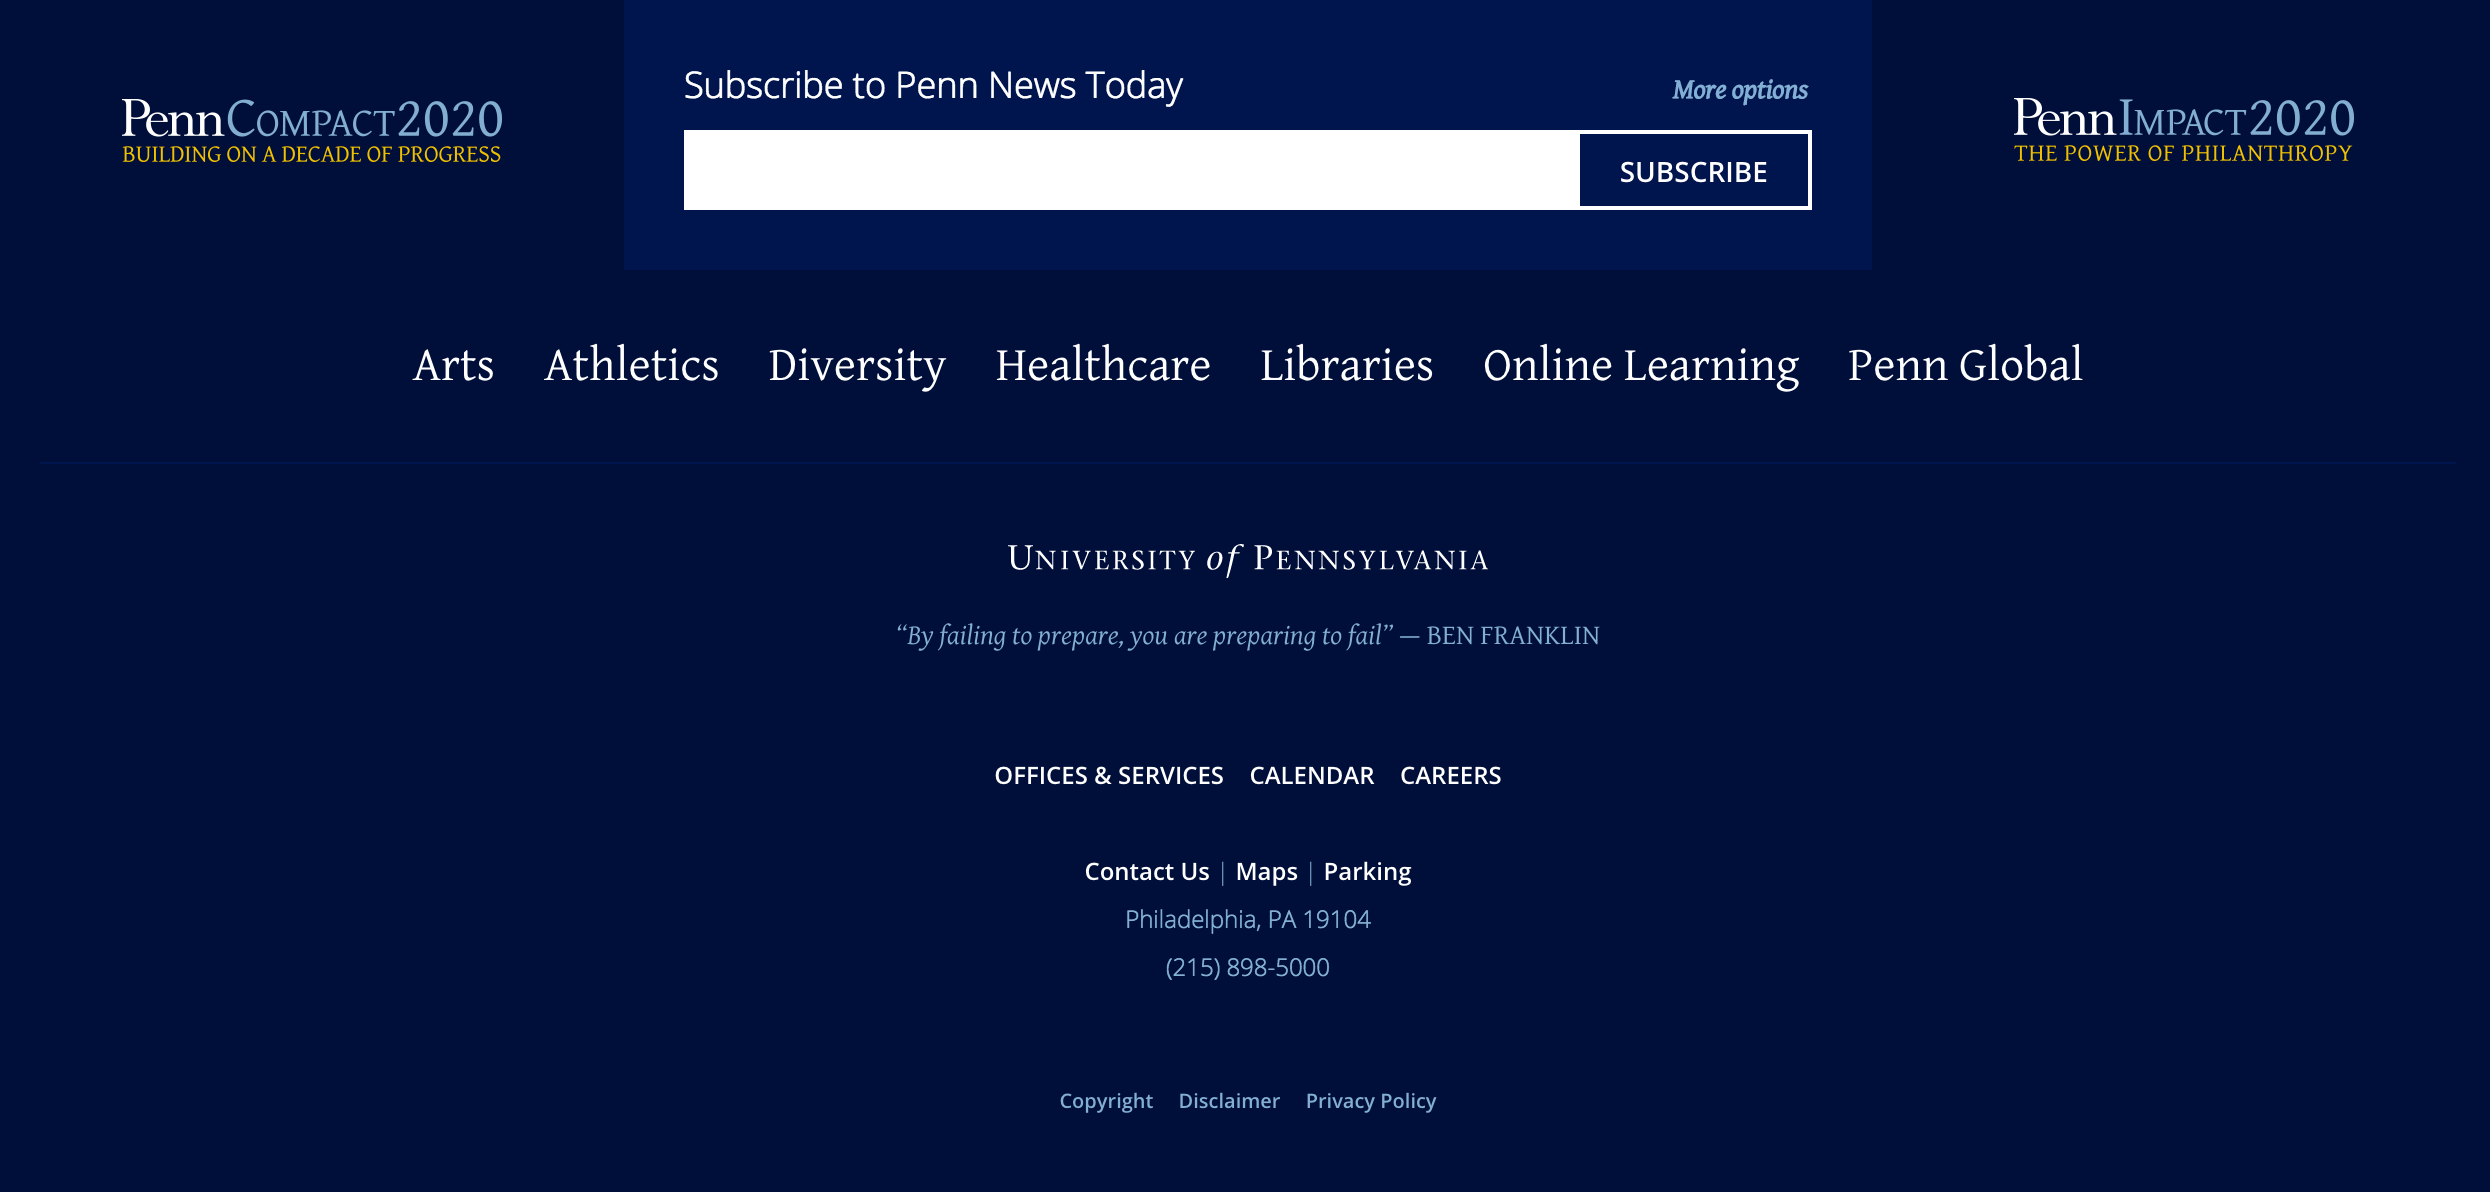 PennCOMPACT2020
BUILDING ON A DECADE OF PROGRESS
Subscribe to Penn News Today
More options
SUBSCRIBE
PennIMPACT2020
THE POWER OF PHILANTHROPY
Arts Athletics Diversity Healthcare Libraries Online Learning Penn Global
UNIVERSITY of PENNSYLVANIA
“By failing to prepare, you are preparing to fail” — BEN FRANKLIN
OFFICES & SERVICES CALENDAR CAREERS
Contact Us | Maps | Parking
Philadelphia, PA 19104
(215) 898-5000
Copyright Disclaimer Privacy Policy